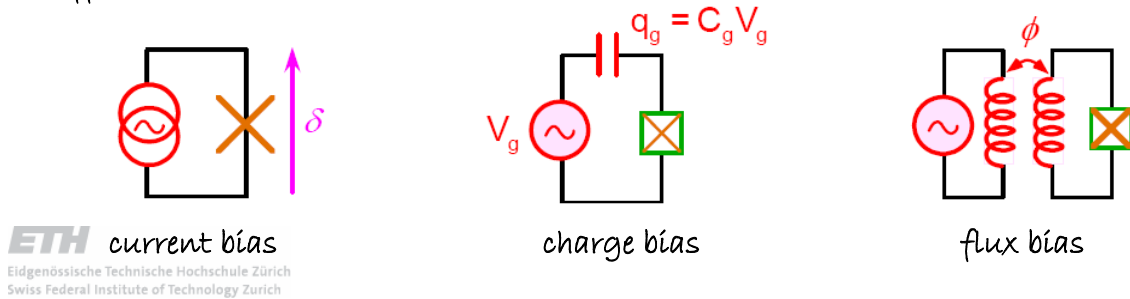 q_g = C_g V_g
ϕ
δ
V_g
current bias
charge bias
flux bias
ETH
Eidgenössische Technische Hochschule Zürich
Swiss Federal Institute of Technology Zurich